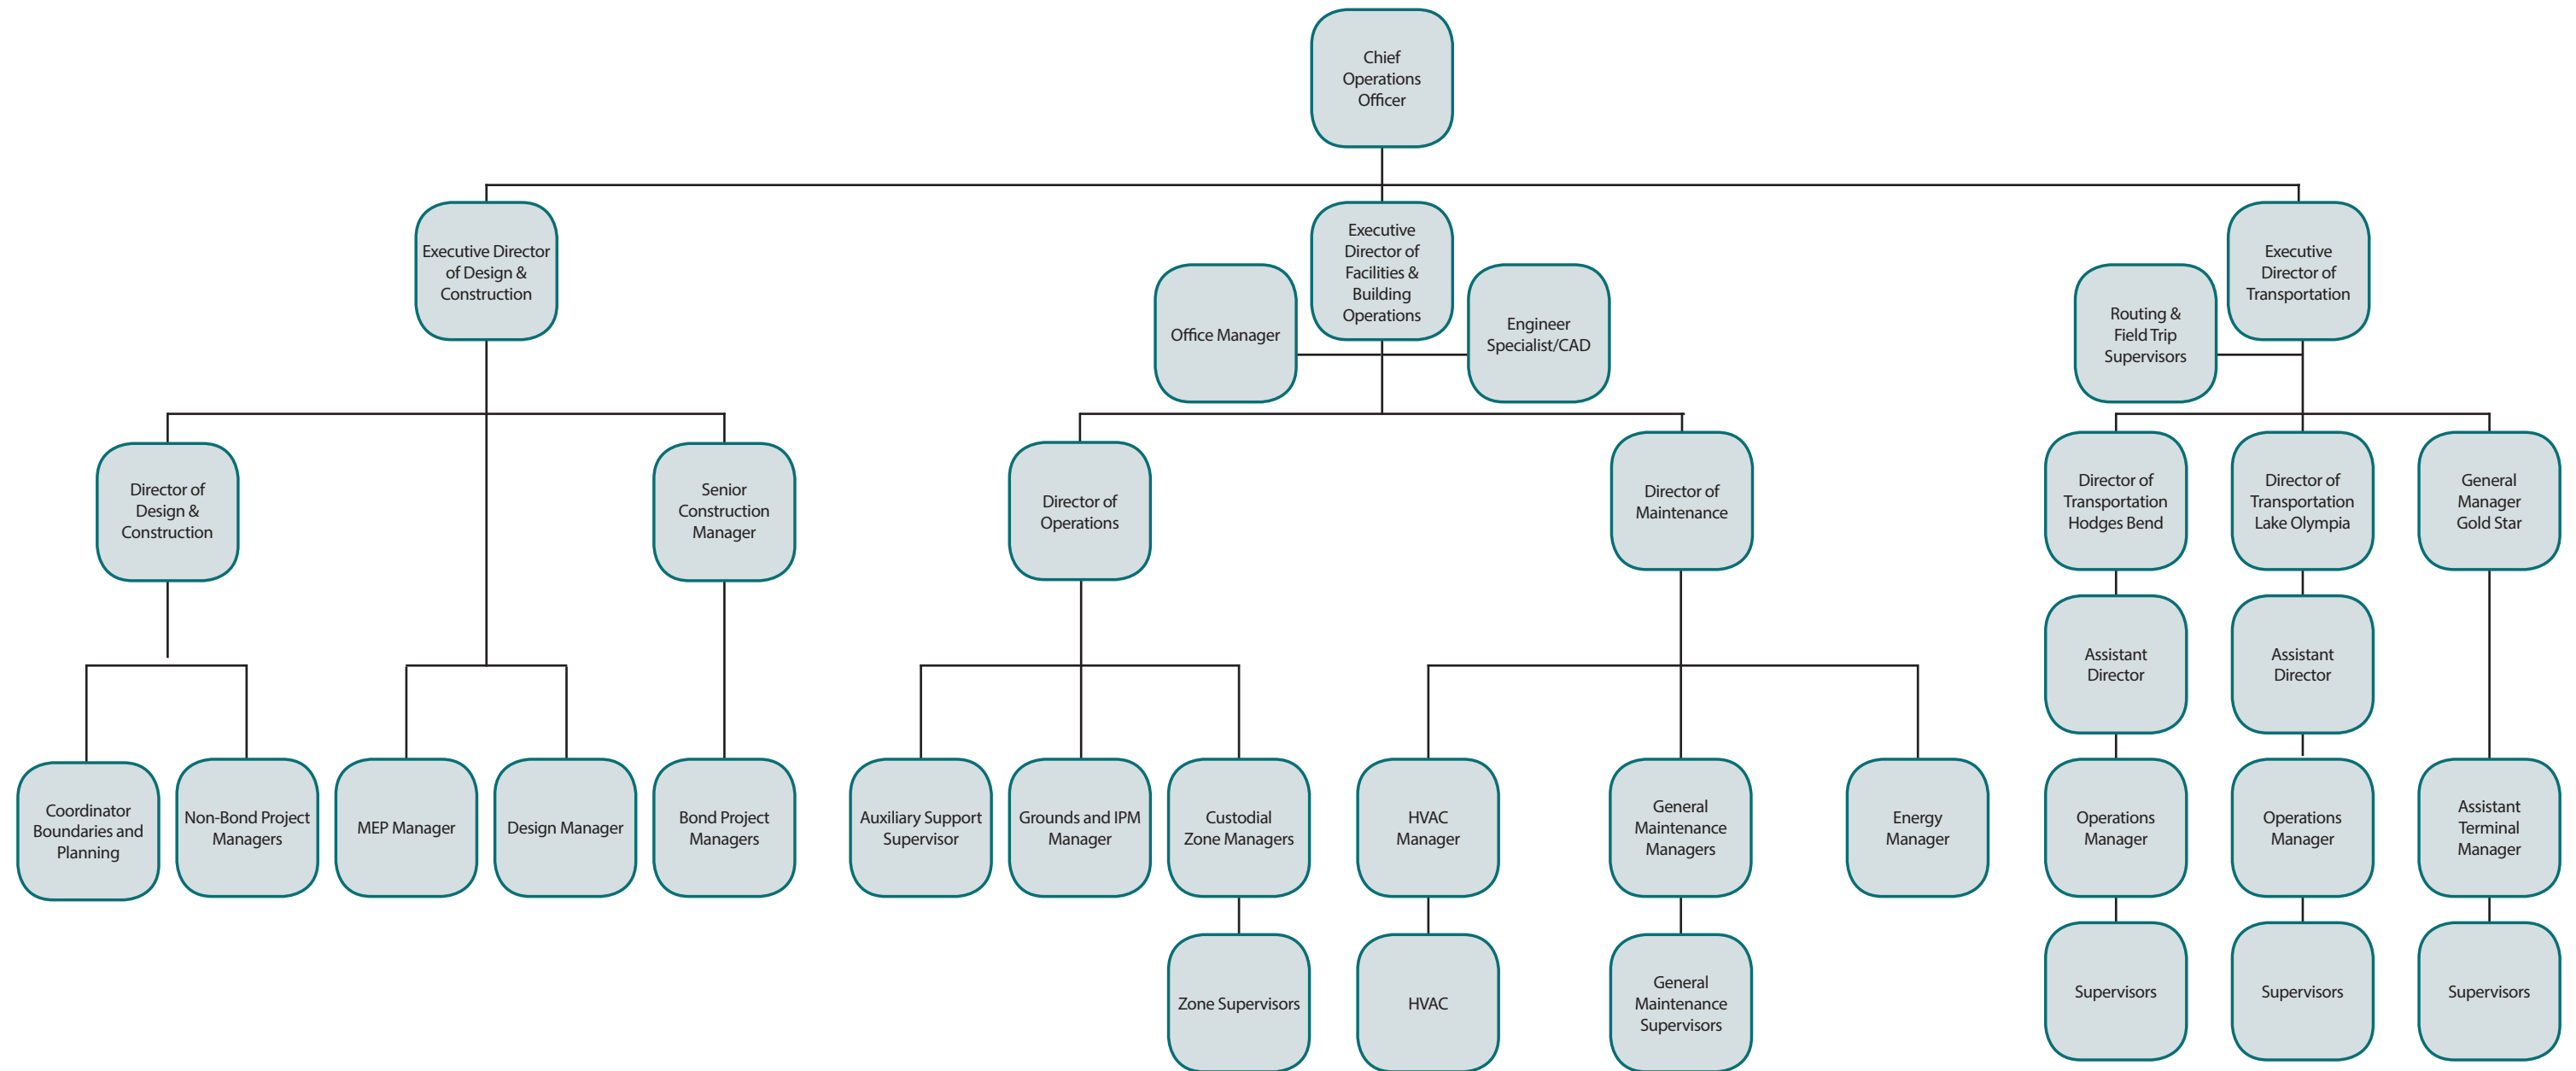 Chief
Operations
Officer
Executive Director
of Design &
Construction
Executive
Director of
Facilities &
Building
Operations
Executive
Director of
Transportation
Office Manager
Engineer
Specialist/CAD
Routing &
Field Trip
Supervisors
Director of
Design &
Construction
Senior
Construction
Manager
Director of
Operations
Director of
Maintenance
Director of
Transportation
Hodges Bend
Director of
Transportation
Lake Olympia
General
Manager
Gold Star
Assistant
Director
Assistant
Director
Coordinator
Boundaries and
Planning
Non-Bond Project
Managers
MEP Manager
Design Manager
Bond Project
Managers
Auxiliary Support
Supervisor
Grounds and IPM
Manager
Custodial
Zone Managers
HVAC
Manager
General
Maintenance
Managers
Energy
Manager
Operations
Manager
Operations
Manager
Assistant
Terminal
Manager
Zone Supervisors
HVAC
General
Maintenance
Supervisors
Supervisors
Supervisors
Supervisors